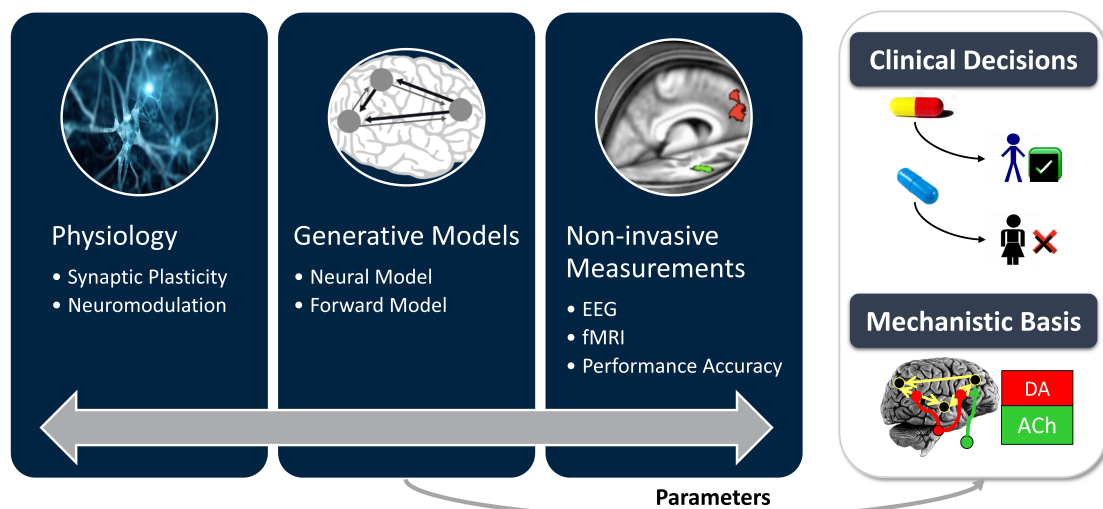 Physiology
• Synaptic Plasticity
• Neuromodulation
Generative Models
• Neural Model
• Forward Model
Non-invasive
Measurements
• EEG
• fMRI
• Performance Accuracy
Clinical Decisions
Mechanistic Basis
DA
ACh
Parameters